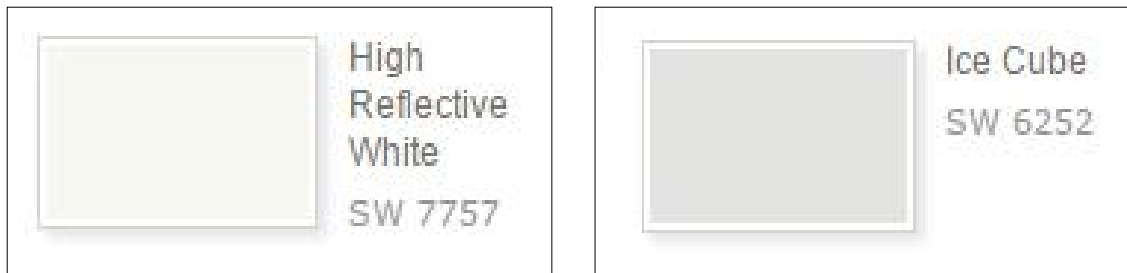 High
Reflective
White
SW 7757
Ice Cube
SW 6252